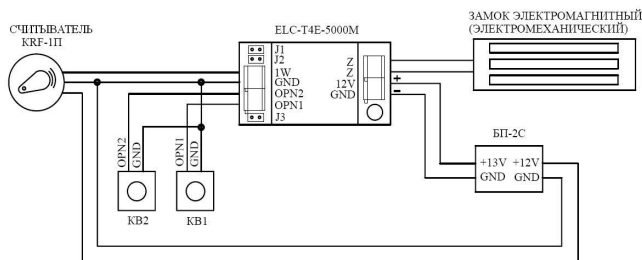 СЧИТЫВАТЕЛЬ
KRF-1П
ELC-T4E-5000M
ЗАМОК ЭЛЕКТРОМАГНИТНЫЙ
(ЭЛЕКТРОМЕХАНИЧЕСКИЙ)
J1
J2
1W
GND
OPN2
OPN1
J3
Z
Z
12V
GND
+
-
OPN2
GND
OPN1
GND
КВ2
КВ1
БП-2С
+13V +12V
GND GND